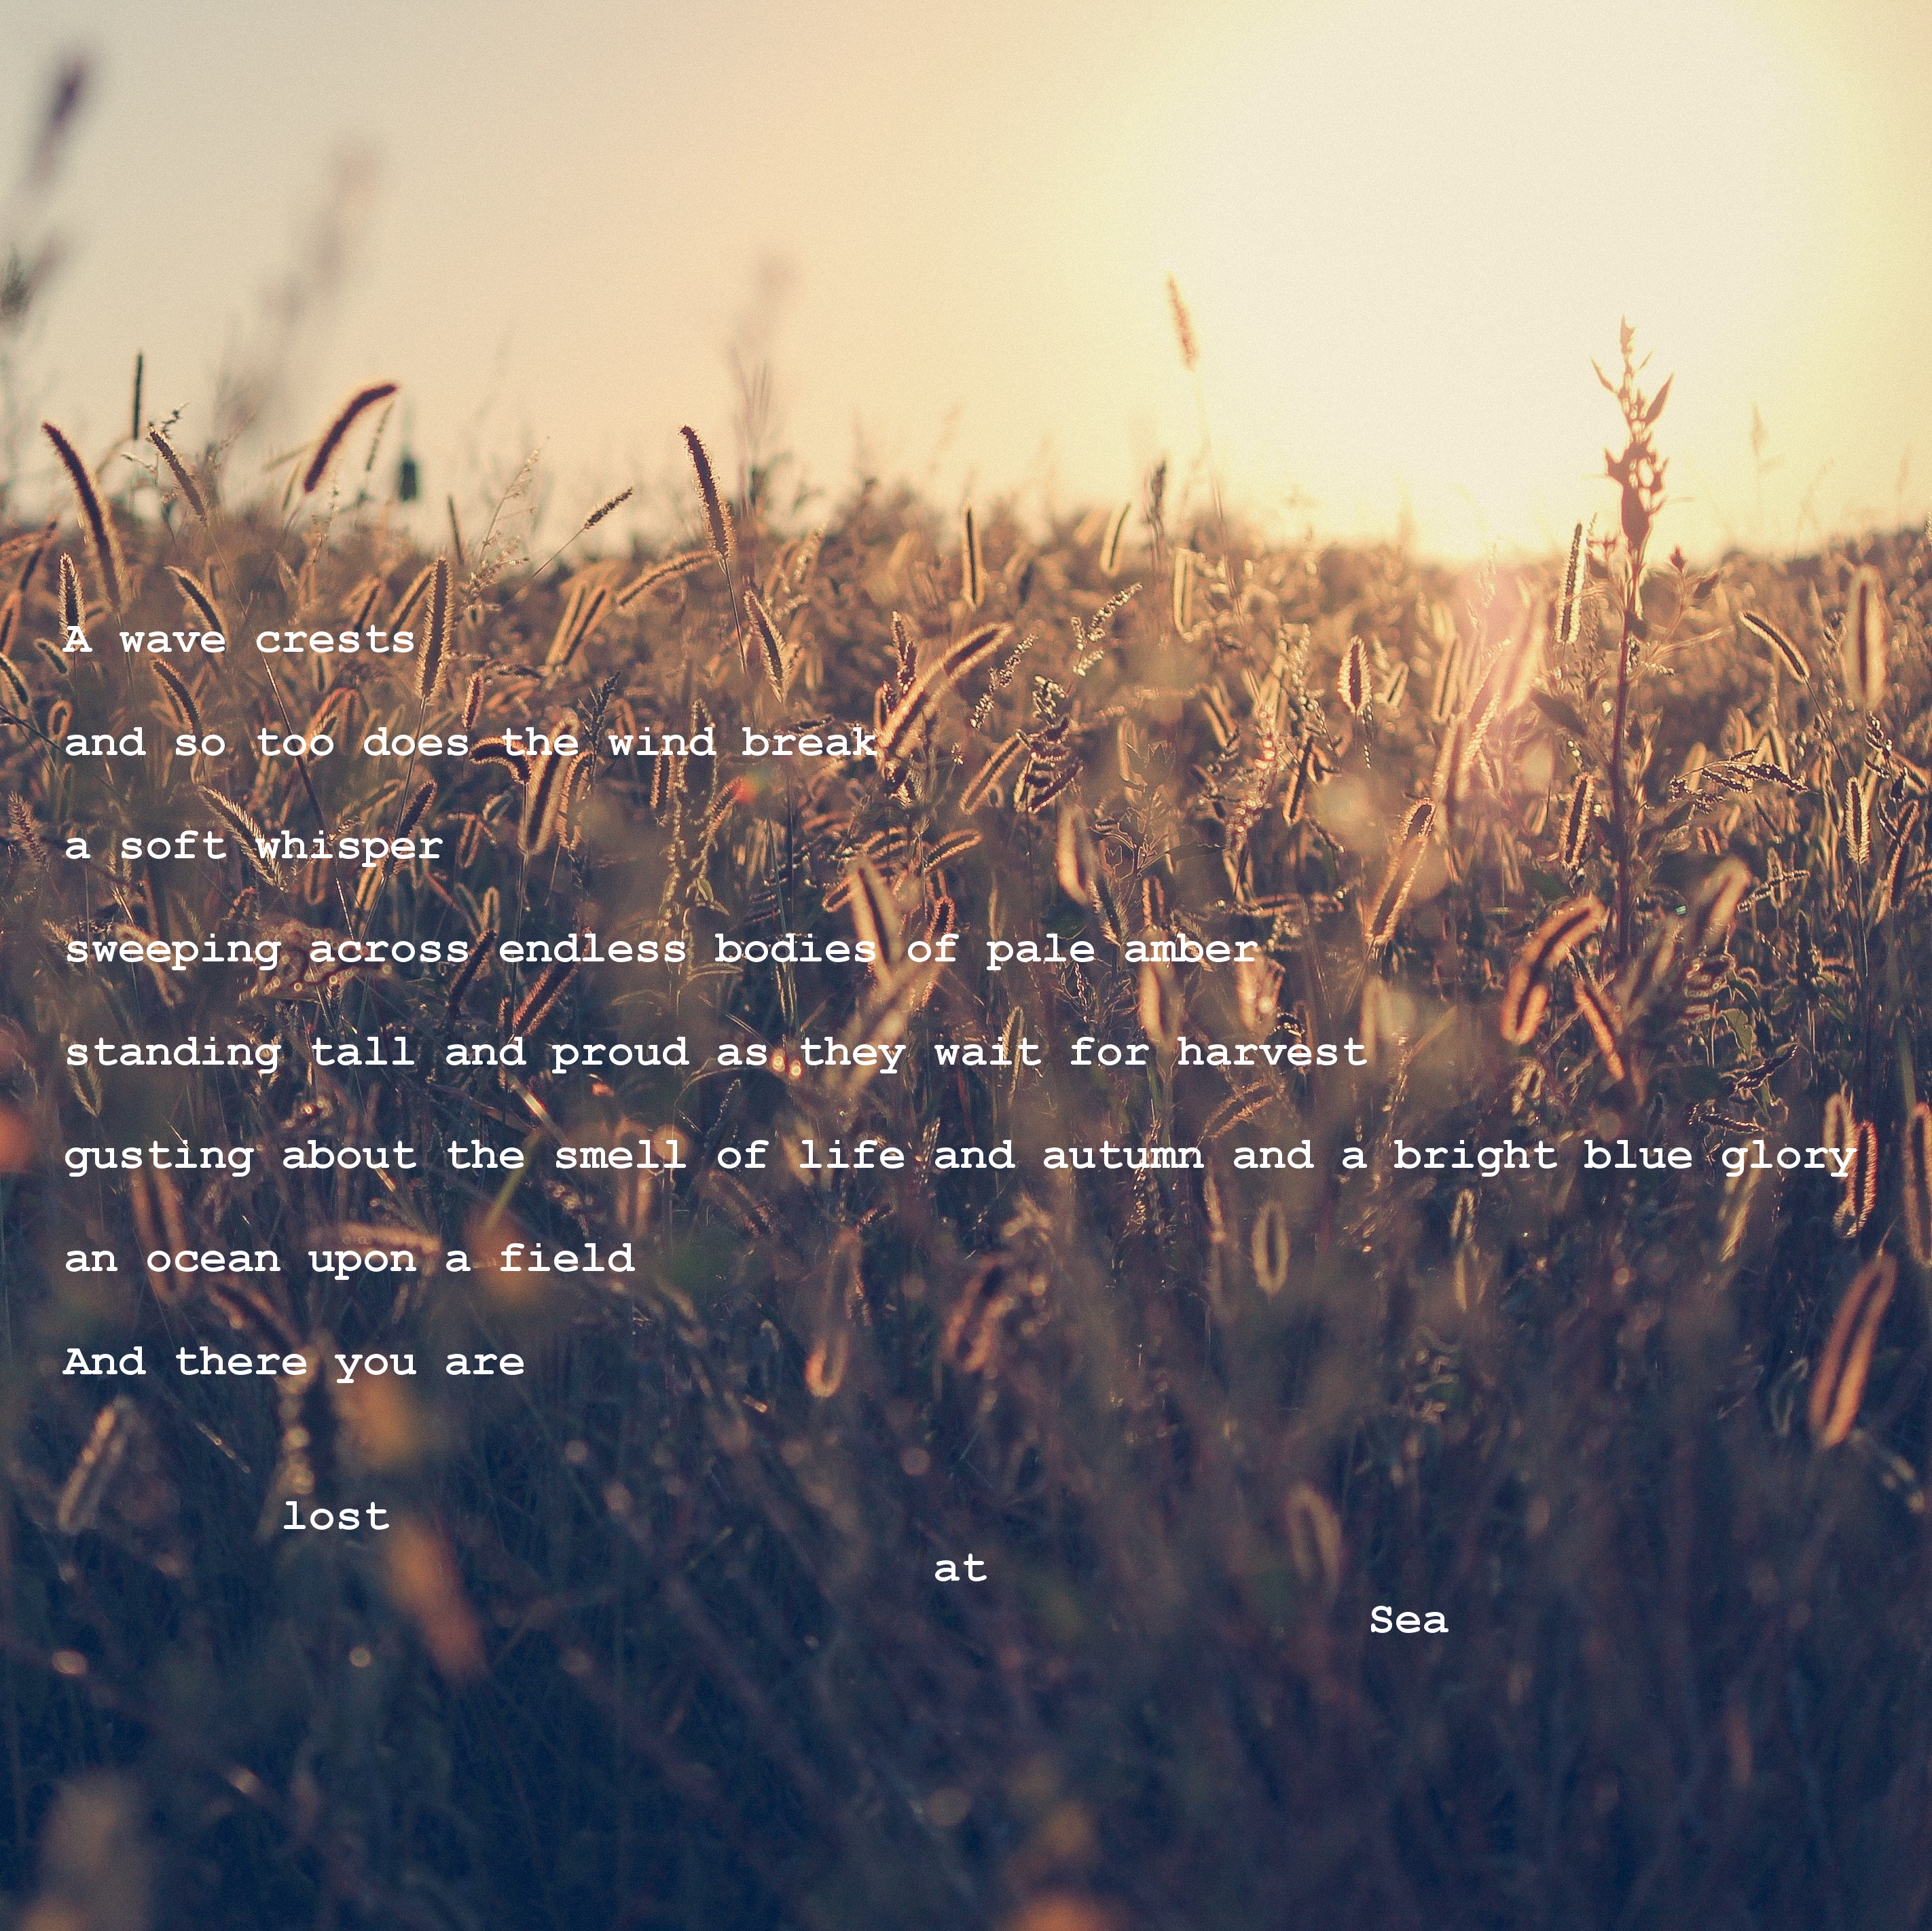 A wave crests
and so too does the wind break
a soft whisper
sweeping across endless bodies of pale amber
standing tall and proud as they wait for harvest
gusting about the smell of life and autumn and a bright blue glory
an ocean upon a field
And there you are
lost
at
Sea